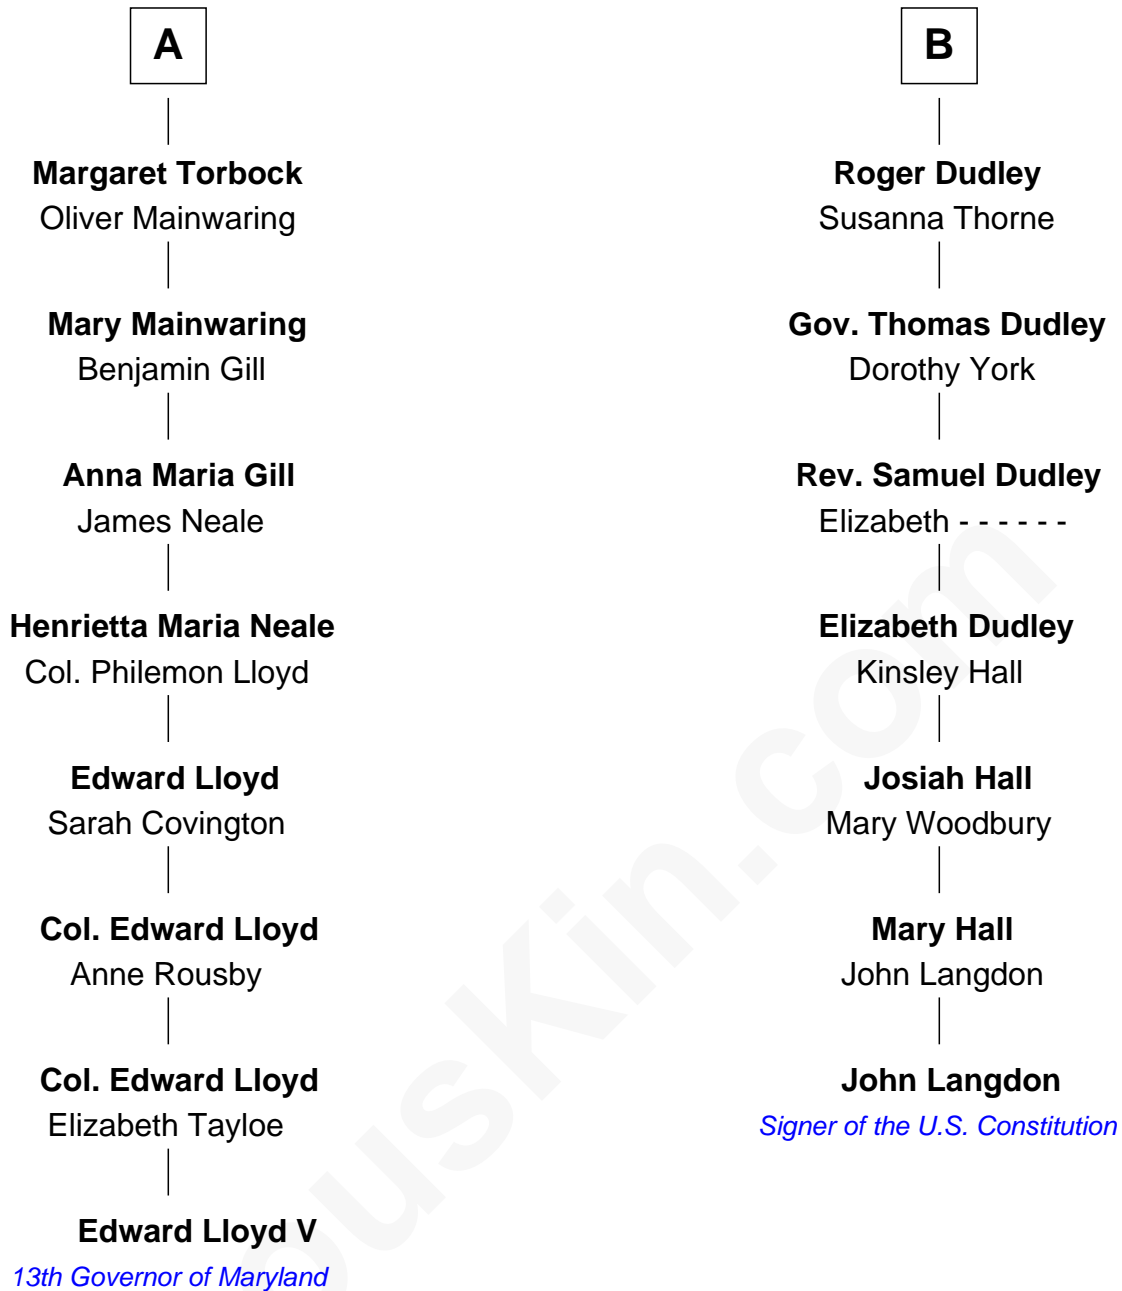 A
Margaret Torbock
Oliver Mainwaring
Mary Mainwaring
Benjamin Gill
Anna Maria Gill
James Neale
Henrietta Maria Neale
Col. Philemon Lloyd
Edward Lloyd
Sarah Covington
Col. Edward Lloyd
Anne Rousby
Col. Edward Lloyd
Elizabeth Tayloe
Edward Lloyd V
13th Governor of Maryland
B
Roger Dudley
Susanna Thorne
Gov. Thomas Dudley
Dorothy York
Rev. Samuel Dudley
Elizabeth - - - - - -
Elizabeth Dudley
Kinsley Hall
Josiah Hall
Mary Woodbury
Mary Hall
John Langdon
John Langdon
Signer of the U.S. Constitution
ousKin.com